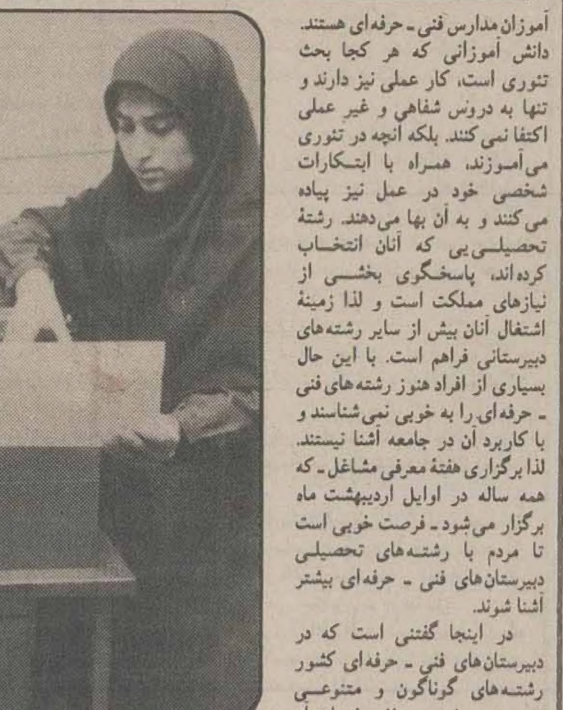 آموزان مدارس فنی ـ حرفه‌ای هستند.
دانش آموزانی که هر کجا بحث
تئوری است، کار عملی نیز دارند و
تنها به دروس شفاهی و غیر عملی
اکتفا نمی‌کنند. بلکه آنچه در تئوری
می‌آموزند، همراه با ابتکارات
شخصی خود در عمل نیز پیاده
می‌کنند و به آن بها می‌دهند. رشتهٔ
تحصیلی‌یی که آنان انتخاب
کرده‌اند، پاسخگوی بخشی از
نیازهای مملکت است و لذا زمینهٔ
اشتغال آنان بیش از سایر رشته‌های
دبیرستانی فراهم است. با این حال
بسیاری از افراد هنوز رشته‌های فنی
ـ حرفه‌ای را به خوبی نمی‌شناسند و
با کاربرد آن در جامعه آشنا نیستند.
لذا برگزاری هفتهٔ معرفی مشاغل ـ که
همه ساله در اوایل اردیبهشت ماه
برگزار می‌شود ـ فرصت خوبی است
تا مردم با رشته‌های تحصیلی
دبیرستان‌های فنی ـ حرفه‌ای بیشتر
آشنا شوند.
در اینجا گفتنی است که در
دبیرستان‌های فنی ـ حرفه‌ای کشور
رشته‌های گوناگون و متنوعی